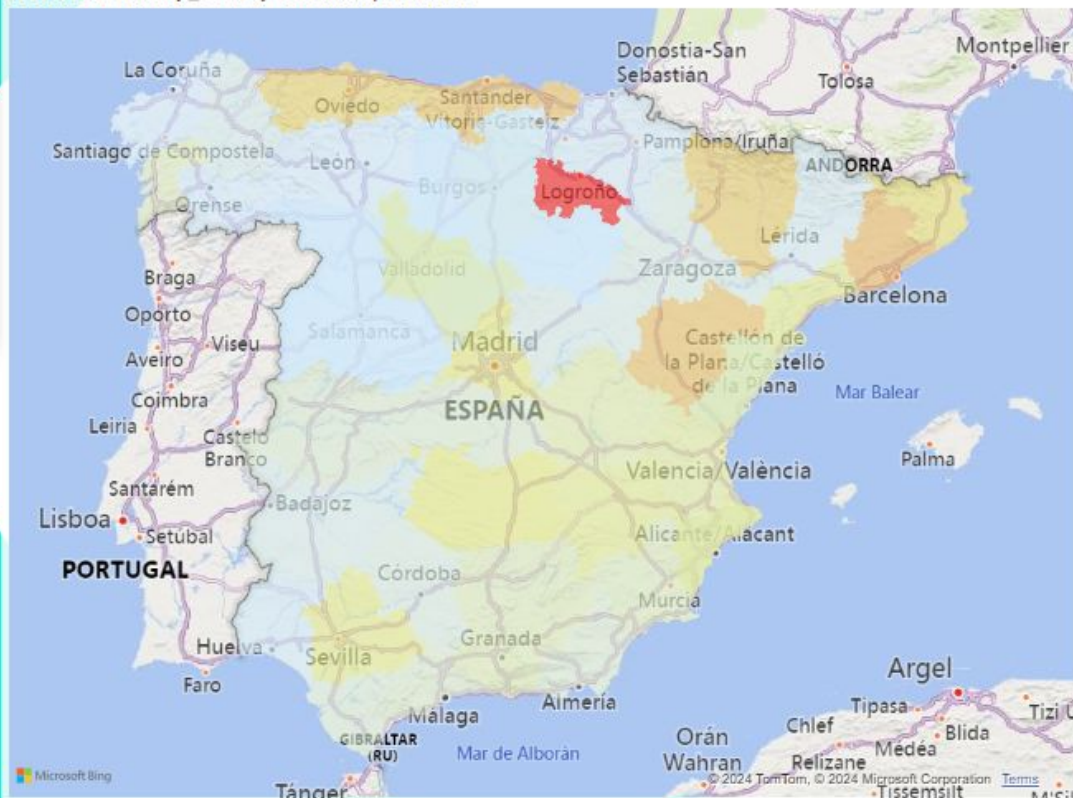 Donostia-San
Sebastián
Montpellier
La Coruña
Tolosa
Oviedo
Santander
Vitoria-Gasteiz
Santiago de Compostela
León
Pamplona/Iruña
ANDORRA
Burgos
Logroño
Orense
Lérida
Braga
Valladolid
Zaragoza
Barcelona
Oporto
Salamanca
Madrid
Castellón de
la Plana/Castelló
de la Plana
Aveiro
Viseu
Coimbra
Mar Balear
ESPAÑA
Leiria
Castelo
Branco
Palma
Valencia/València
Santarém
Badajoz
Lisboa
Setúbal
Alicante/Alacant
PORTUGAL
Córdoba
Murcia
Huelva
Sevilla
Granada
Faro
Argel
Málaga
Almería
Tipasa
Tizi
Chlef
Blida
GIBRALTAR
(RU)
Mar de Alborán
Orán
Wahran
Médéa
Relizane
Microsoft Bing
© 2024 TomTom, © 2024 Microsoft Corporation Terms
Tánger
Tissemsilt